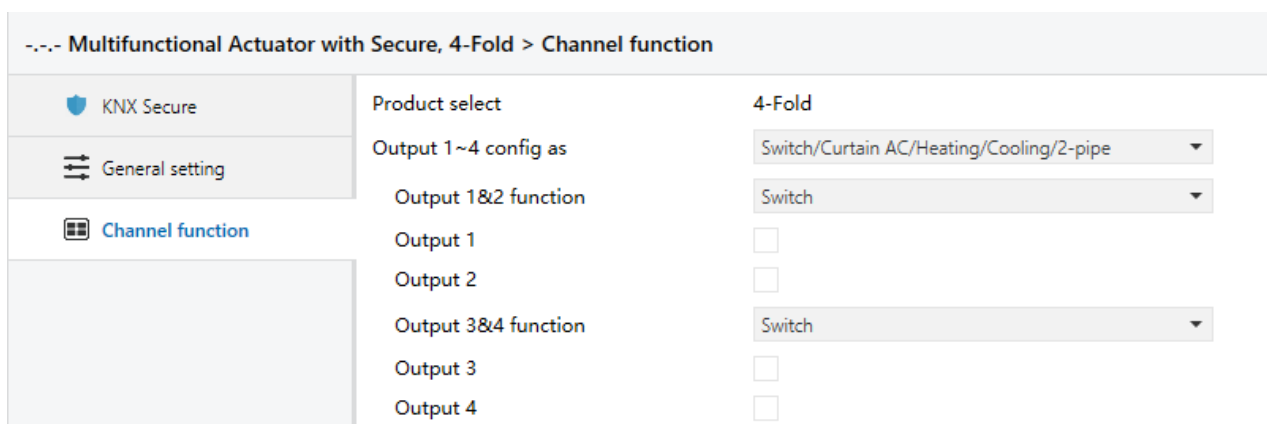 -.-.- Multifunctional Actuator with Secure, 4-Fold > Channel function
KNX Secure
General setting
Channel function
Product select 4-Fold
Output 1~4 config as Switch/Curtain AC/Heating/Cooling/2-pipe
Output 1&2 function Switch
Output 1
Output 2
Output 3&4 function Switch
Output 3
Output 4